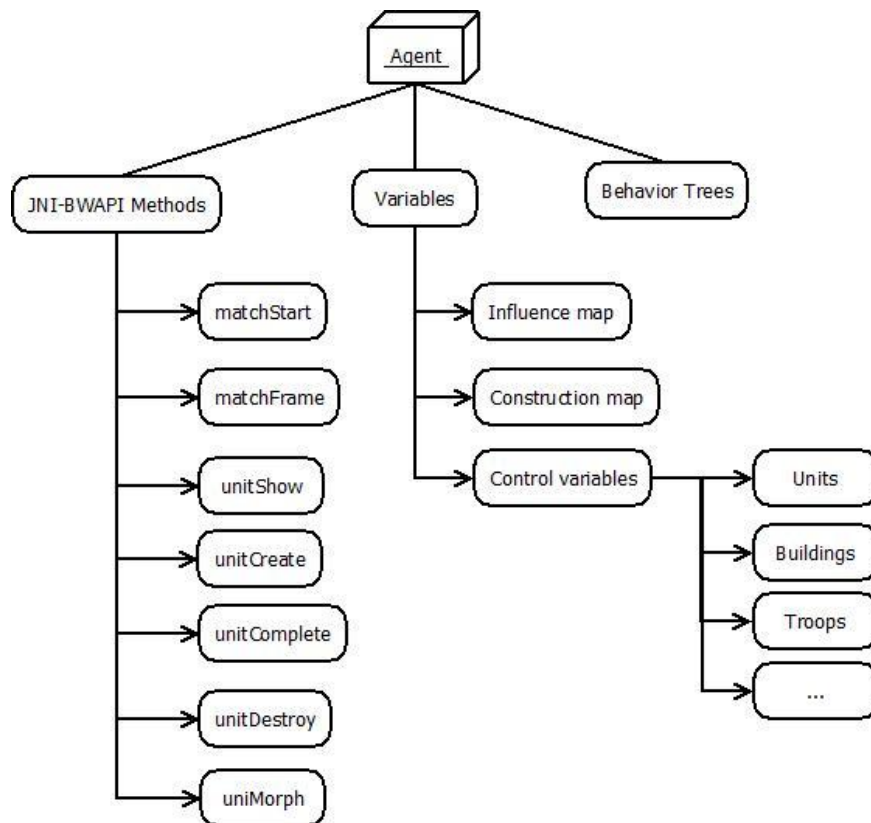 Agent
JNI-BWAPI Methods
Variables
Behavior Trees
matchStart
matchFrame
unitShow
unitCreate
unitComplete
unitDestroy
uniMorph
Influence map
Construction map
Control variables
Units
Buildings
Troops
...